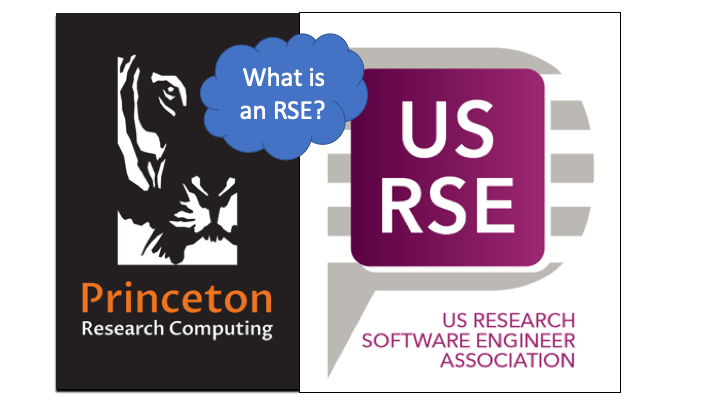 What is
an RSE?
Princeton
Research Computing
US
RSE
US RESEARCH
SOFTWARE ENGINEER
ASSOCIATION